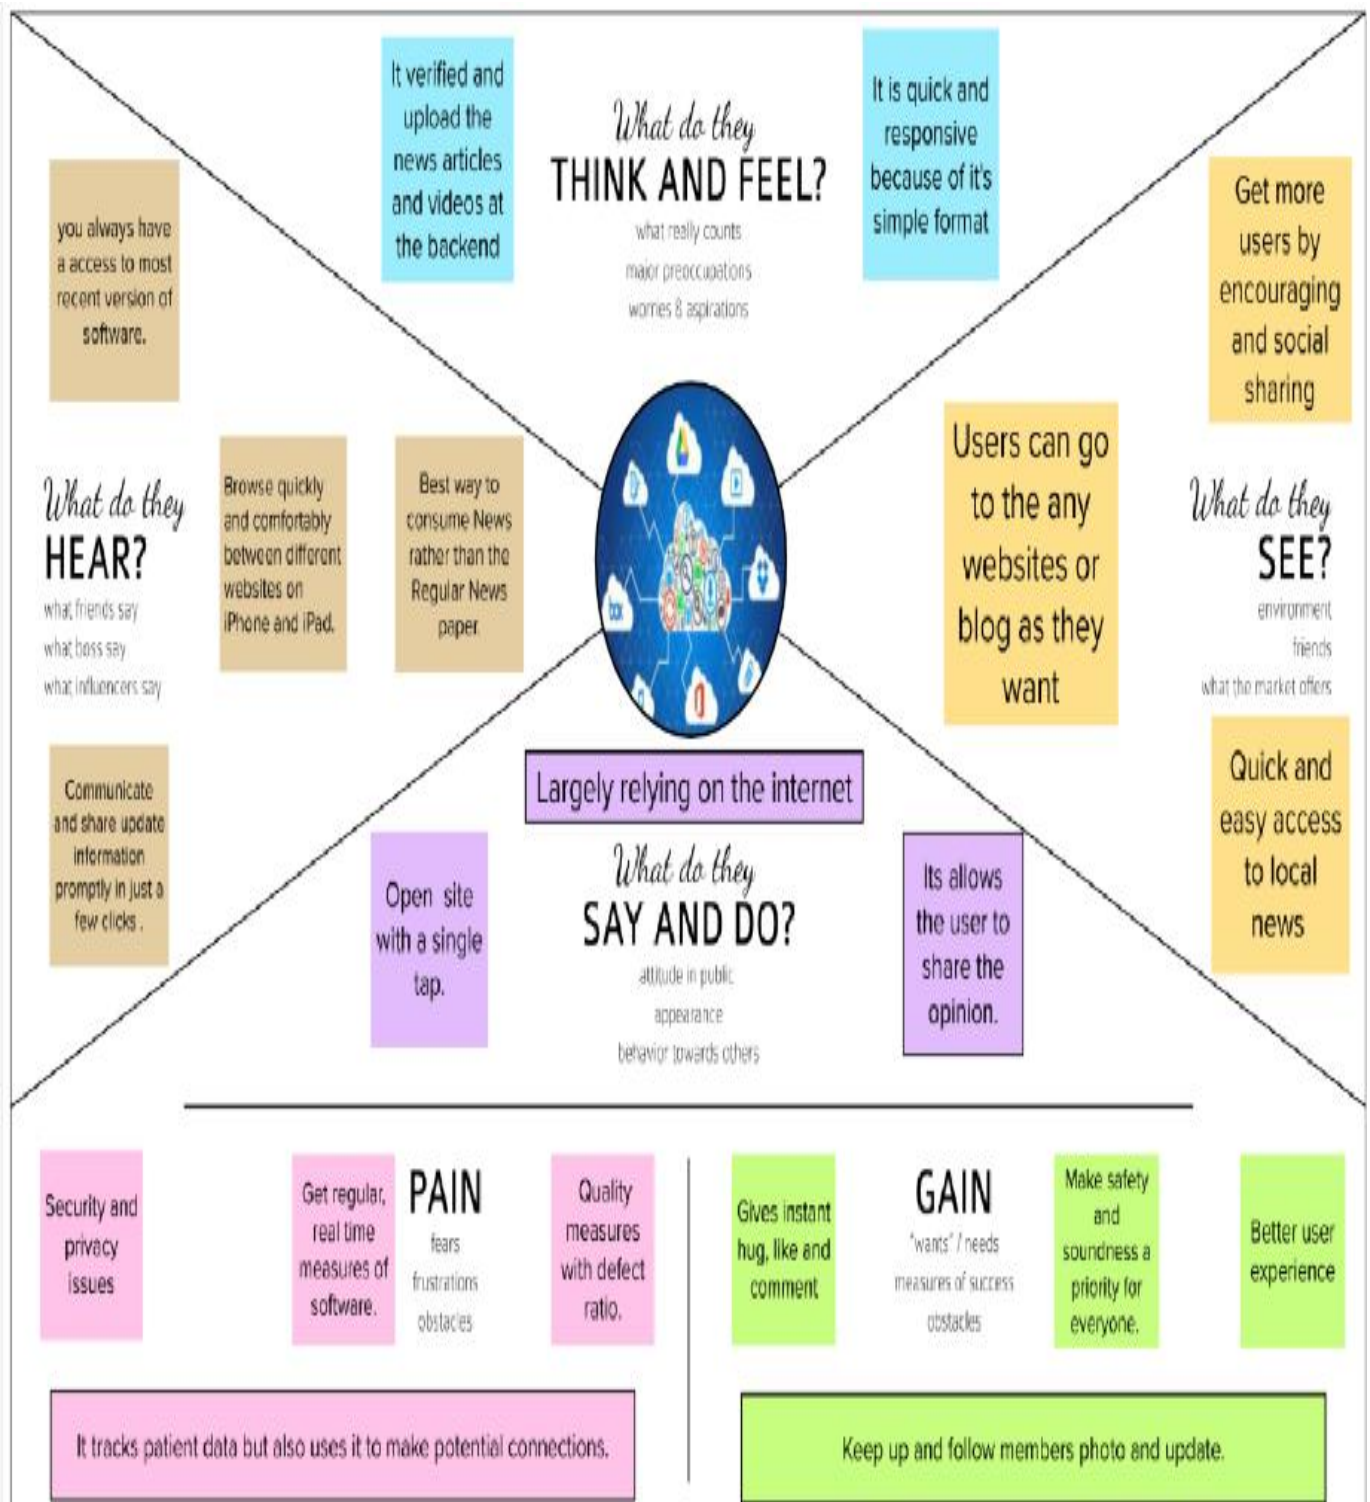 It verified and
upload the
news articles
and videos at
the backend
What do they
THINK AND FEEL?
what really counts
major preoccupations
worries & aspirations
It is quick and
responsive
because of it's
simple format
you always have
a access to most
recent version of
software.
What do they
HEAR?
what friends say
what boss say
what influencers say
Browse quickly
and comfortably
between different
websites on
iPhone and iPad.
Best way to
consume News
rather than the
Regular News
paper.
Communicate
and share update
information
promptly in just a
few clicks .
box
Get more
users by
encouraging
and social
sharing
Users can go
to the any
websites or
blog as they
want
What do they
SEE?
environment
friends
what the market offers
Quick and
easy access
to local
news
Largely relying on the internet
What do they
SAY AND DO?
attitude in public
appearance
behavior towards others
Open site
with a single
tap.
Its allows
the user to
share the
opinion.
Security and
privacy
issues
Get regular,
real time
measures of
software.
PAIN
fears
frustrations
obstacles
Quality
measures
with defect
ratio.
It tracks patient data but also uses it to make potential connections.
Gives instant
hug, like and
comment
GAIN
"wants" / needs
measures of success
obstacles
Make safety
and
soundness a
priority for
everyone.
Better user
experience
Keep up and follow members photo and update.